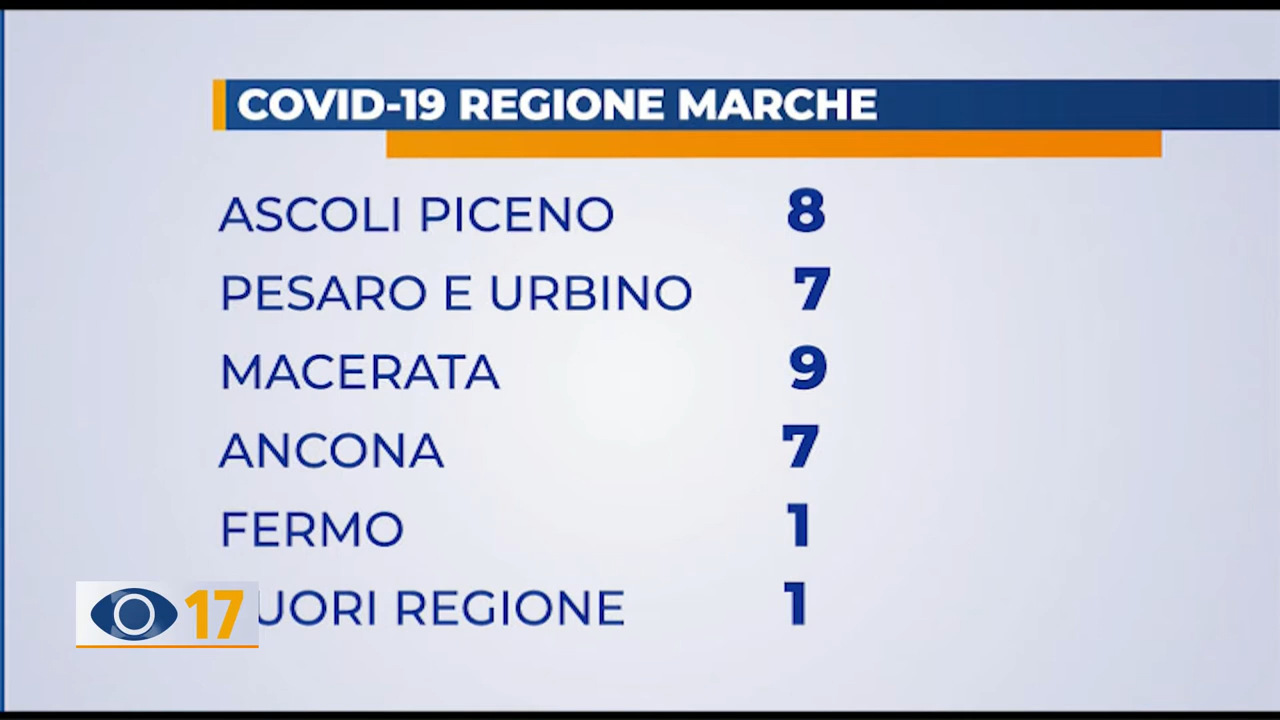 COVID-19 REGIONE MARCHE
ASCOLI PICENO 8
PESARO E URBINO 7
MACERATA 9
ANCONA 7
FERMO 1
UORI REGIONE 1
17